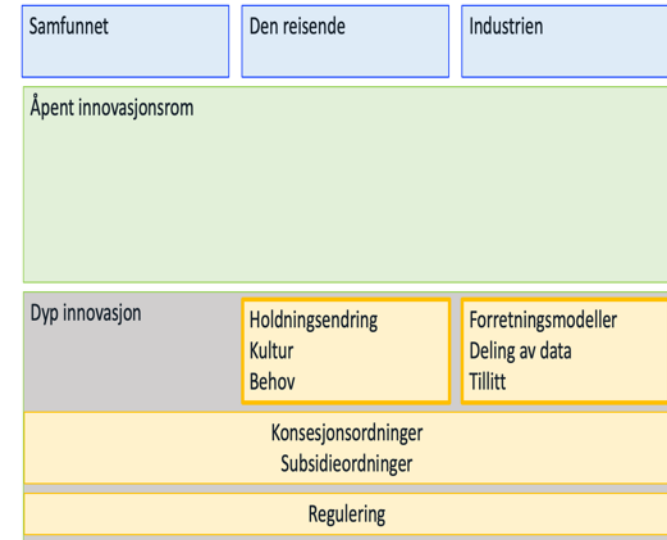 Samfunnet
Den reisende
Industrien
Åpent innovasjonsrom
Dyp innovasjon
Holdningsendring
Kultur
Behov
Forretningsmodeller
Deling av data
Tillitt
Konsesjonsordninger
Subsidieordninger
Regulering